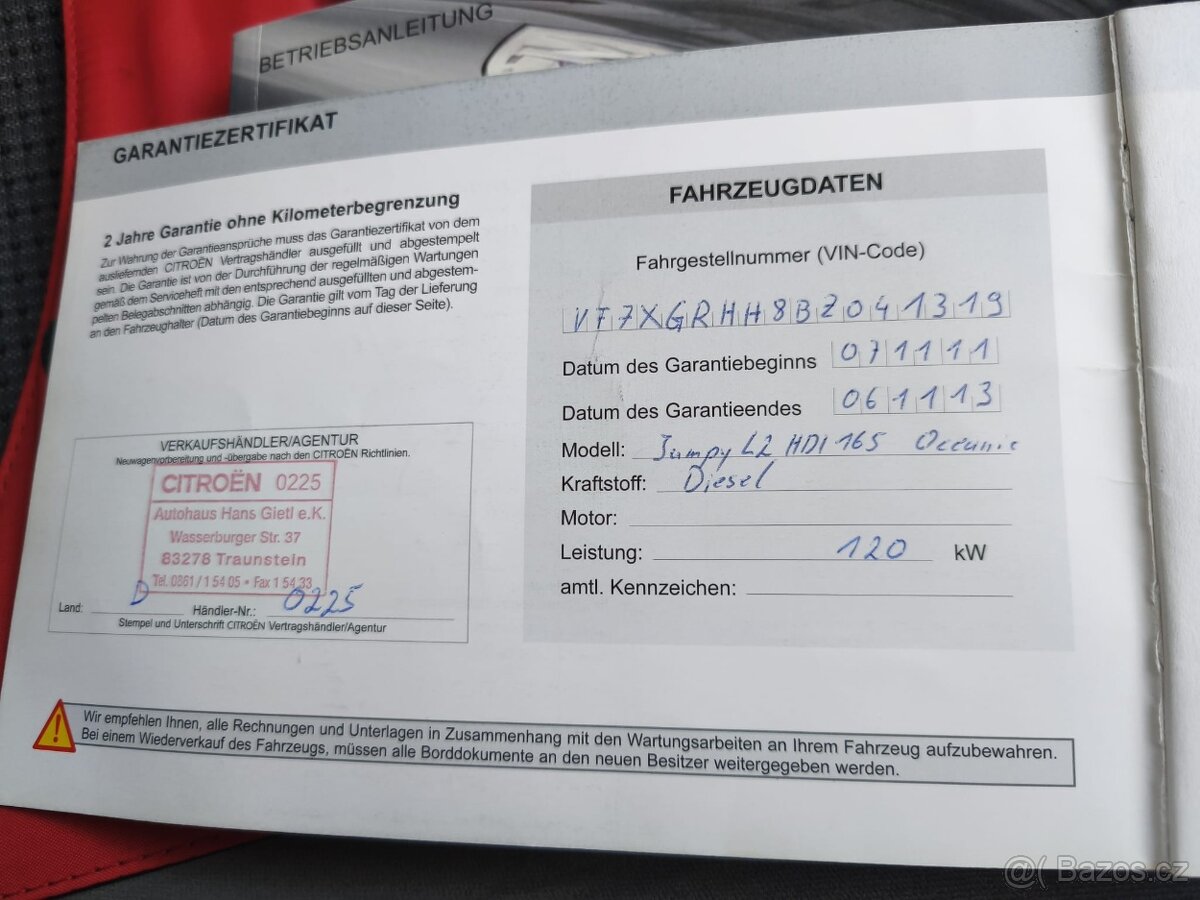 BETRIEBSANLEITUNG
GARANTIEZERTIFIKAT
2 Jahre Garantie ohne Kilometerbegrenzung
Zur Wahrung der Garantieansprüche muss das Garantiezertifikat von dem
ausliefernden CITROËN Vertragshändler ausgefüllt und abgestempelt
sein. Die Garantie ist von der Durchführung der regelmäßigen Wartungen
gemäß dem Serviceheft mit den entsprechend ausgefüllten und abgestem-
pelten Belegabschnitten abhängig. Die Garantie gilt vom Tag der Lieferung
an den Fahrzeughalter (Datum des Garantiebeginns auf dieser Seite).
VERKAUFSHÄNDLER/AGENTUR
Neuwagenvorbereitung und -übergabe nach den CITROËN Richtlinien.
CITROËN 0225
Autohaus Hans Gietl e.K.
Wasserburger Str. 37
83278 Traunstein
Tel. 0861/1 54 05 • Fax 1 54 33
Land: D Händler-Nr.: 0225
Stempel und Unterschrift CITROËN Vertragshändler/Agentur
FAHRZEUGDATEN
Fahrgestellnummer (VIN-Code)
VF7XGRHH8BZ041319
Datum des Garantiebeginns 071111
Datum des Garantieendes 061113
Modell: Jumpy L2 HDI 165 Oceanic
Kraftstoff: Diesel
Motor:
Leistung: 120 kW
amtl. Kennzeichen:
Wir empfehlen Ihnen, alle Rechnungen und Unterlagen in Zusammenhang mit den Wartungsarbeiten an Ihrem Fahrzeug aufzubewahren.
Bei einem Wiederverkauf des Fahrzeugs, müssen alle Borddokumente an den neuen Besitzer weitergegeben werden.
@( Bazos.cz